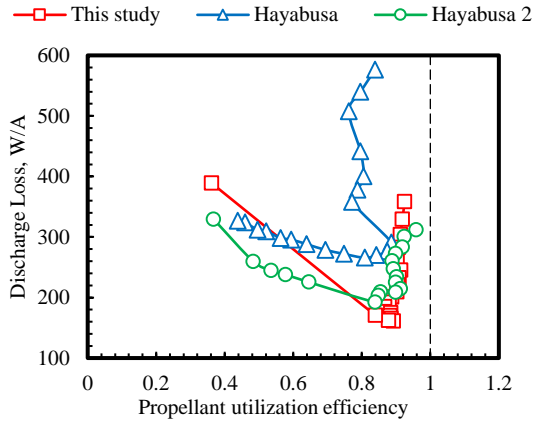 This study Hayabusa Hayabusa 2
600
500
400
300
200
100
0 0.2 0.4 0.6 0.8 1 1.2
Discharge Loss, W/A
Propellant utilization efficiency